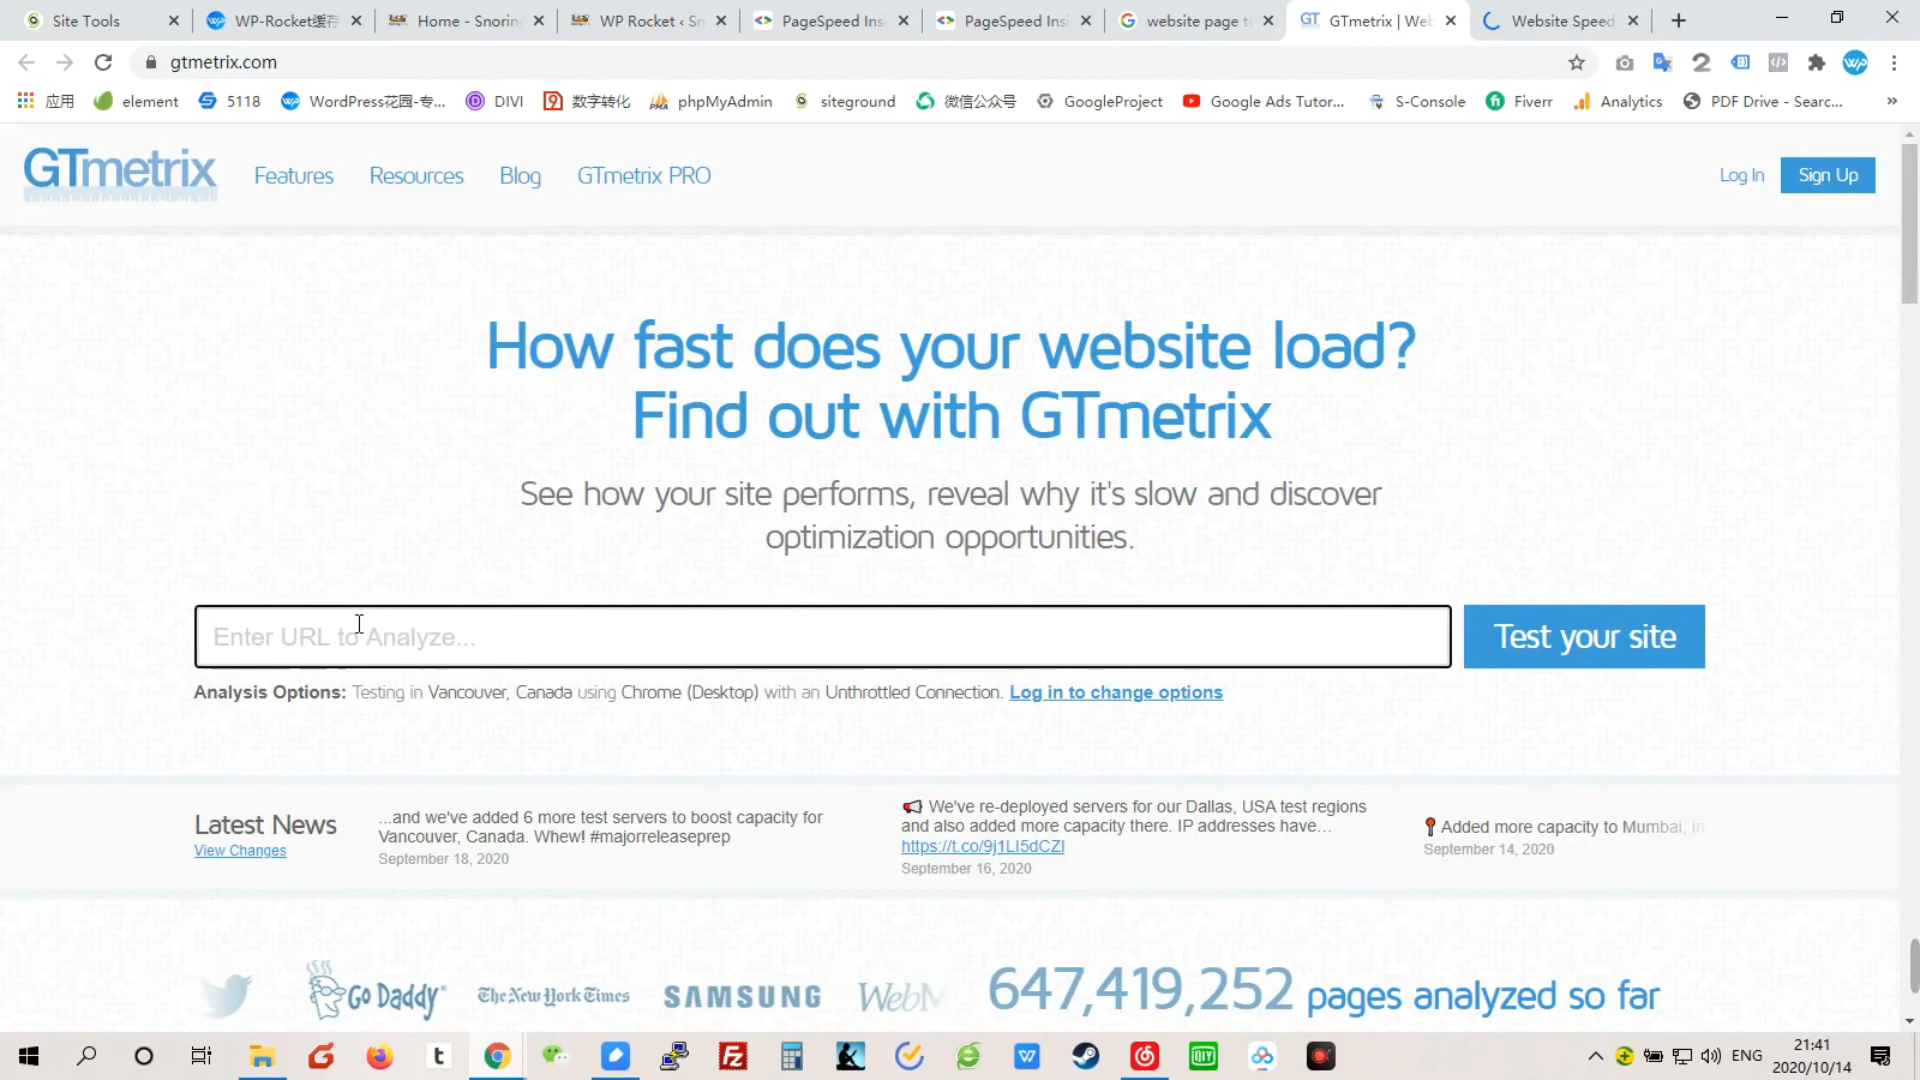 Site Tools
WP-Rocket缓存
Home - Snoring
WP Rocket ‹ Sn
PageSpeed Insi
PageSpeed Insi
website page te
GTmetrix | Web
Website Speed
gtmetrix.com
应用
element
5118
WordPress花园-专...
DIVI
数字转化
phpMyAdmin
siteground
微信公众号
GoogleProject
Google Ads Tutor...
S-Console
Fiverr
Analytics
PDF Drive - Searc...
GTmetrix
Features
Resources
Blog
GTmetrix PRO
Log In
Sign Up
How fast does your website load?
Find out with GTmetrix
See how your site performs, reveal why it's slow and discover
optimization opportunities.
Enter URL to Analyze...
Test your site
Analysis Options: Testing in Vancouver, Canada using Chrome (Desktop) with an Unthrottled Connection. Log in to change options
Latest News
View Changes
...and we've added 6 more test servers to boost capacity for
Vancouver, Canada. Whew! #majorreleaseprep
September 18, 2020
We've re-deployed servers for our Dallas, USA test regions
and also added more capacity there. IP addresses have...
https://t.co/9j1LI5dCZl
September 16, 2020
Added more capacity to Mumbai, In
September 14, 2020
GO DADDY
The New York Times
SAMSUNG
WebM
647,419,252 pages analyzed so far
ENG
21:41
2020/10/14